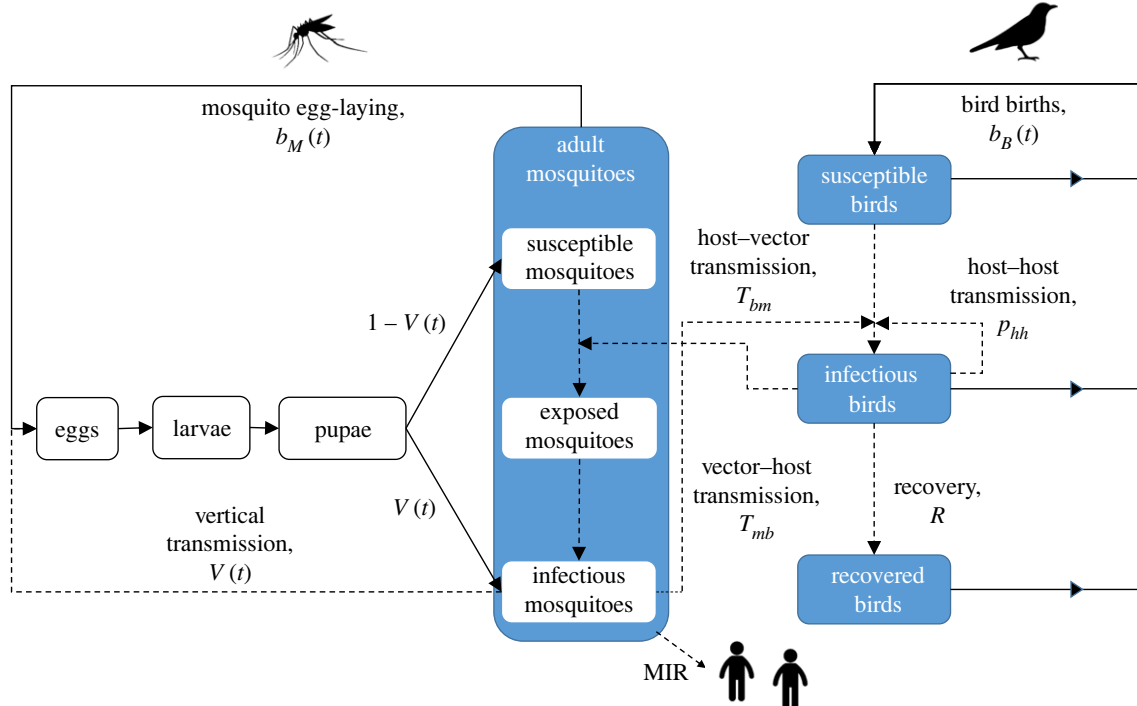 mosquito egg-laying,
b_M(t)
adult
mosquitoes
bird births,
b_B(t)
susceptible
birds
susceptible
mosquitoes
host–vector
transmission,
T_bm
host–host
transmission,
p_hh
1 – V(t)
infectious
birds
eggs
larvae
pupae
exposed
mosquitoes
V(t)
vertical
transmission,
V(t)
vector–host
transmission,
T_mb
recovery,
R
infectious
mosquitoes
recovered
birds
MIR